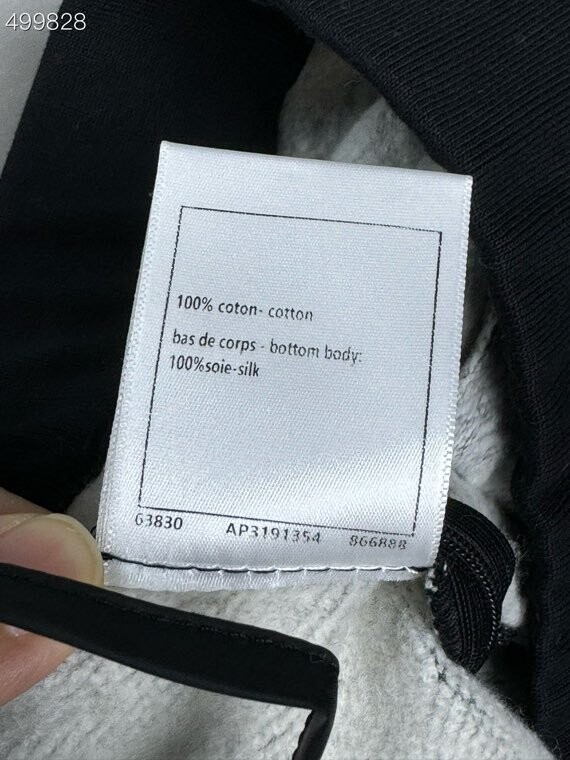 499828
100% coton- cotton
bas de corps - bottom body:
100%soie-silk
63830 AP3191354 866888